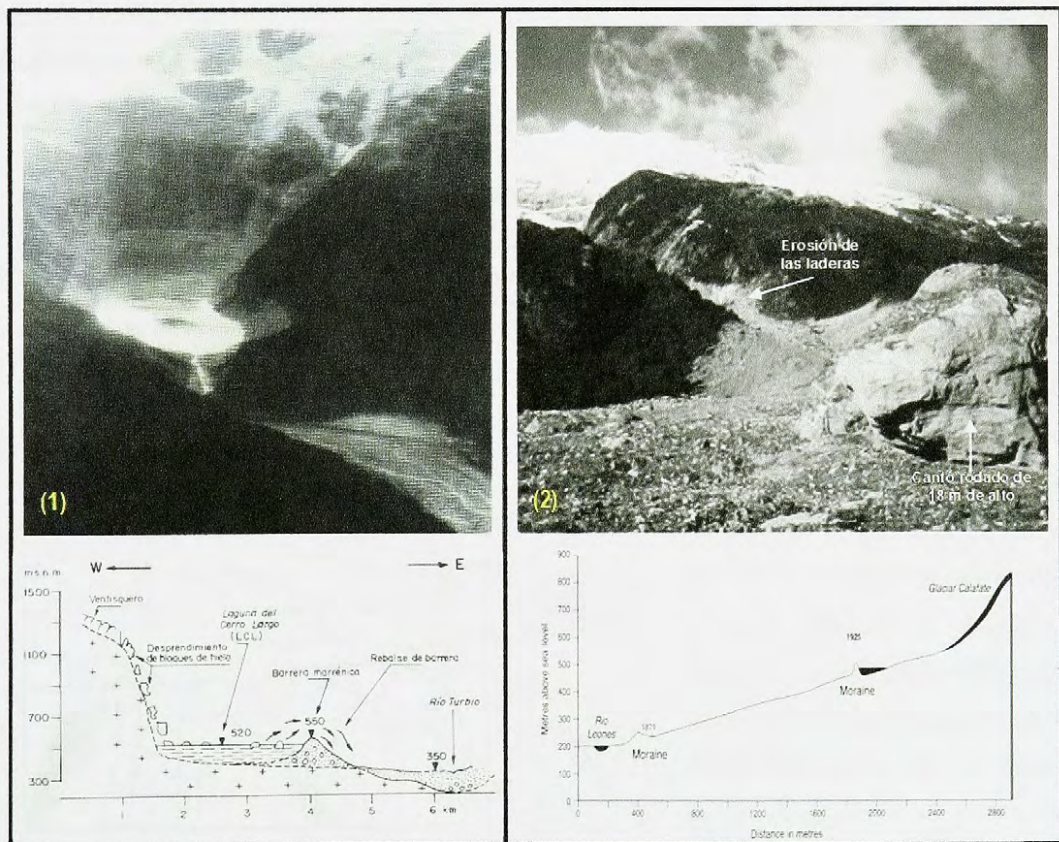 (1)
Erosión de
las laderas
Canto rodado de
18 m de alto
(2)
W
E
m s.n.m
1500
1100
700
300
Ventisquero
Desprendimiento
de bloques de hielo
Laguna del
Cerro Largo
(LCL)
Barrera morrénica
Rebalse de barrera
Río Turbio
520
550
350
1
2
3
4
5
6 km
Metres above sea level
900
800
700
600
500
400
300
200
100
0
Glaciar Calafate
1925
Moraine
Río
Leones
Moraine
0
400
800
1200
1600
2000
2400
2800
Distance in metres